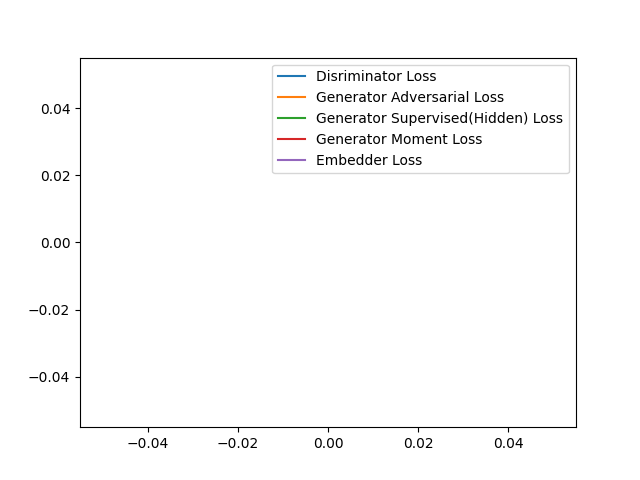 Disriminator Loss
Generator Adversarial Loss
Generator Supervised(Hidden) Loss
Generator Moment Loss
Embedder Loss
0.04
0.02
0.00
−0.02
−0.04
−0.04 −0.02 0.00 0.02 0.04